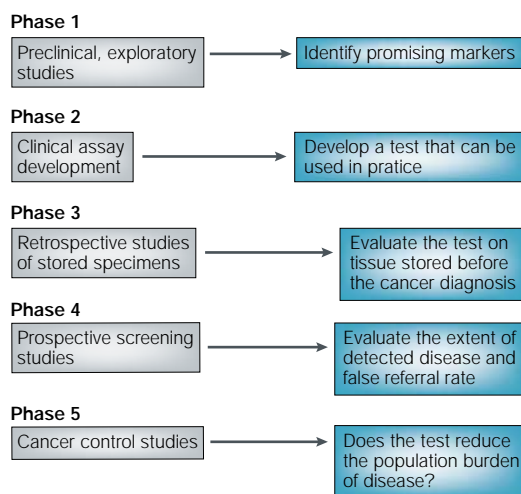 Phase 1
Preclinical, exploratory
studies
Identify promising markers
Phase 2
Clinical assay
development
Develop a test that can be
used in pratice
Phase 3
Retrospective studies
of stored specimens
Evaluate the test on
tissue stored before
the cancer diagnosis
Phase 4
Prospective screening
studies
Evaluate the extent of
detected disease and
false referral rate
Phase 5
Cancer control studies
Does the test reduce
the population burden
of disease?